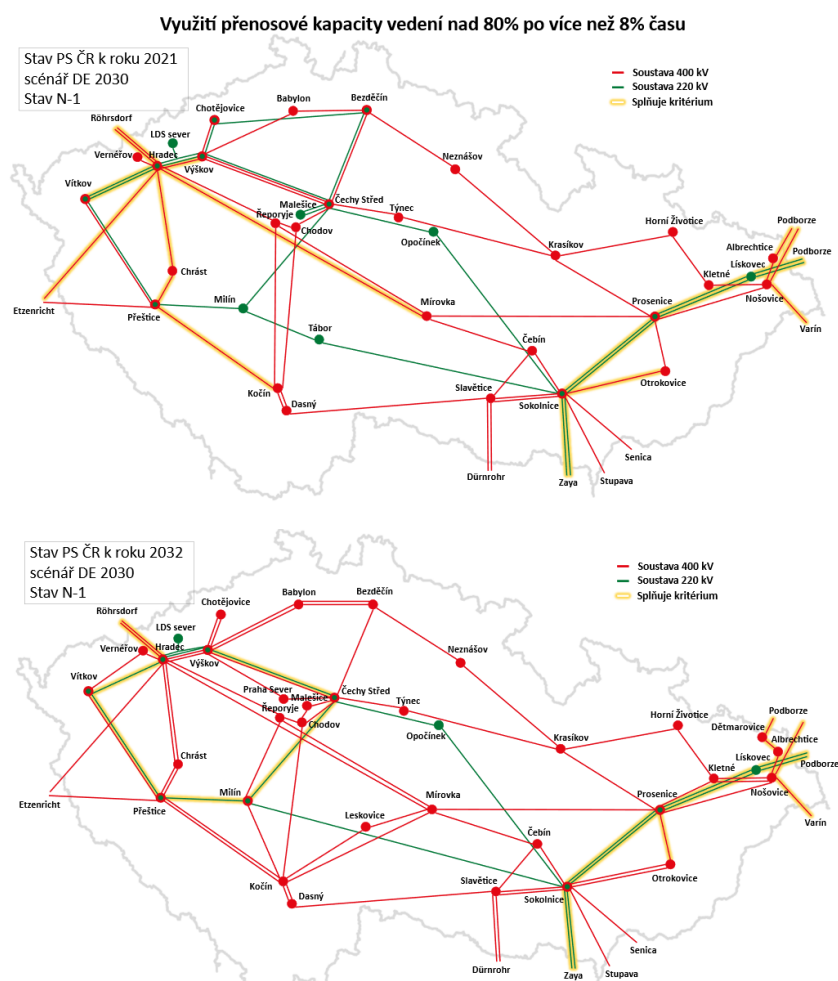 Využití přenosové kapacity vedení nad 80% po více než 8% času
Stav PS ČR k roku 2021
scénář DE 2030
Stav N-1
Soustava 400 kV
Soustava 220 kV
Splňuje kritérium
Röhrsdorf
Chotějovice
Babylon
Bezděčín
LDS sever
Vernéřov
Hradec
Výškov
Neznášov
Vítkov
Malešice
Čechy Střed
Týnec
Řeporyje
Chodov
Opočínek
Horní Životice
Podborze
Albrechtice
Podborze
Lískovec
Krasíkov
Kletné
Nošovice
Chrást
Etzenricht
Přeštice
Milín
Mírovka
Prosenice
Varín
Tábor
Čebín
Otrokovice
Kočín
Dasný
Slavětice
Sokolnice
Dürnrohr
Zaya
Stupava
Senica
Stav PS ČR k roku 2032
scénář DE 2030
Stav N-1
Soustava 400 kV
Soustava 220 kV
Splňuje kritérium
Röhrsdorf
Chotějovice
Babylon
Bezděčín
LDS sever
Vernéřov
Hradec
Výškov
Neznášov
Vítkov
Praha Sever
Malešice
Čechy Střed
Týnec
Řeporyje
Chodov
Opočínek
Horní Životice
Podborze
Dětmarovice
Albrechtice
Podborze
Lískovec
Krasíkov
Kletné
Nošovice
Chrást
Etzenricht
Přeštice
Milín
Mírovka
Prosenice
Varín
Leskovice
Čebín
Otrokovice
Kočín
Dasný
Slavětice
Sokolnice
Dürnrohr
Zaya
Stupava
Senica